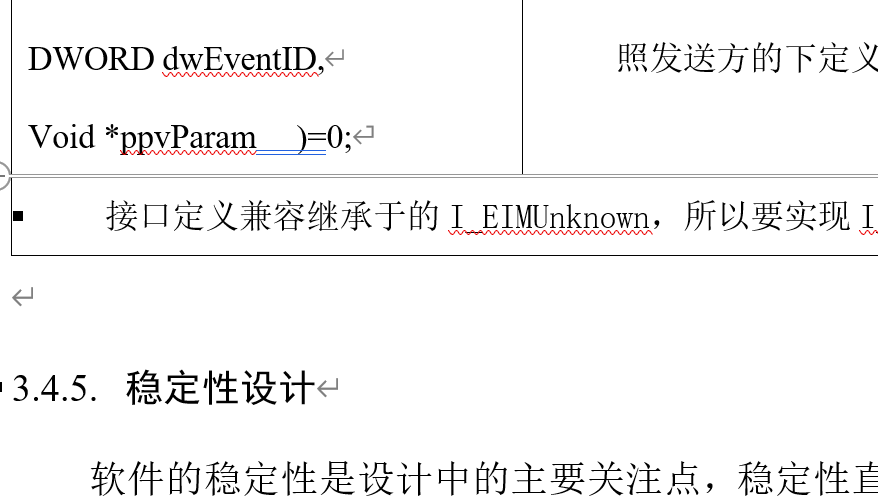 DWORD dwEventID,
照发送方的下定义
Void *ppvParam )=0;
接口定义兼容继承于的 I_EIMUnknown，所以要实现 I
3.4.5. 稳定性设计
软件的稳定性是设计中的主要关注点，稳定性直